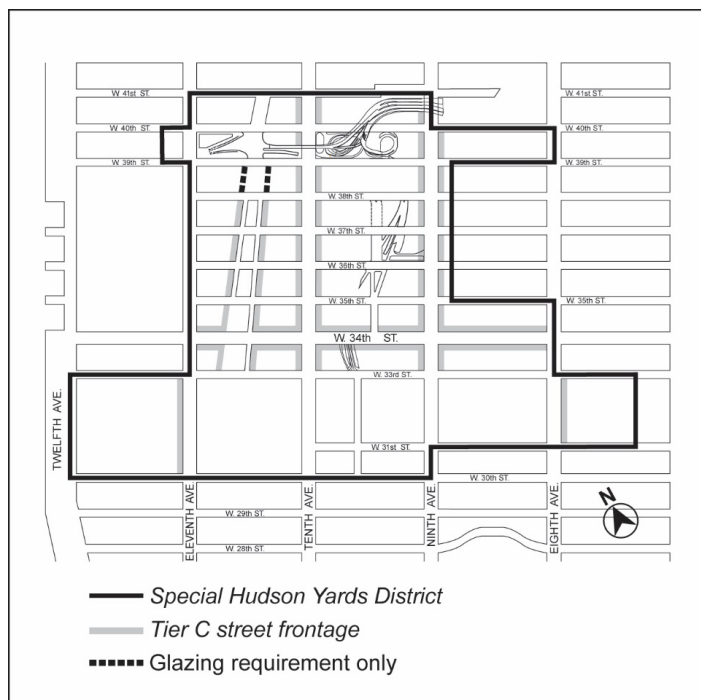 W. 41st ST. W. 41st ST.
W. 40th ST. W. 40th ST.
W. 39th ST. W. 39th ST.
W. 38th ST.
W. 37th ST.
W. 36th ST.
W. 35th ST. W. 35th ST.
W. 34th ST.
W. 33rd ST.
TWELFTH AVE.
W. 31st ST.
W. 30th ST.
ELEVENTH AVE.
TENTH AVE.
NINTH AVE.
EIGHTH AVE.
N
W. 29th ST.
W. 28th ST.
Special Hudson Yards District
Tier C street frontage
Glazing requirement only